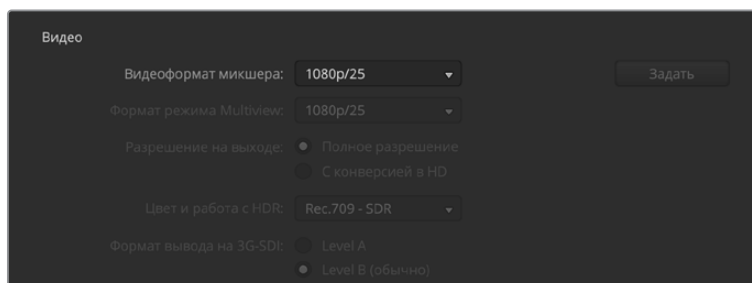 Видео
Видеоформат микшера: 1080p/25 Задать
Формат режима Multiview: 1080p/25
Разрешение на выходе: Полное разрешение
С конверсией в HD
Цвет и работа с HDR: Rec.709 - SDR
Формат вывода на 3G-SDI: Level A
Level B (обычно)